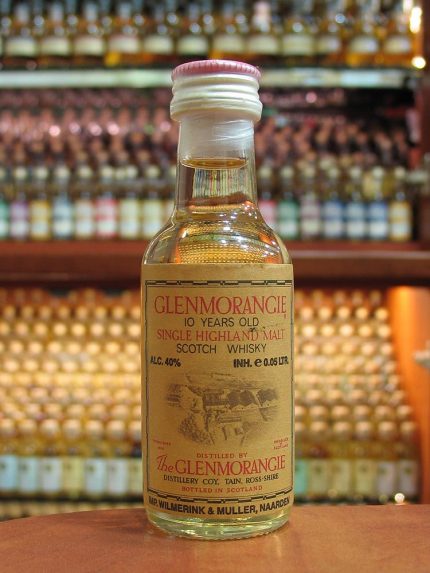 GLENMORANGIE
10 YEARS OLD
SINGLE HIGHLAND MALT
SCOTCH WHISKY
ALC. 40% INH. e 0.05 LTR.
DISTILLED BY
The GLENMORANGIE
DISTILLERY COY, TAIN, ROSS-SHIRE
BOTTLED IN SCOTLAND
IMP. WILMERINK & MULLER, NAARDEN